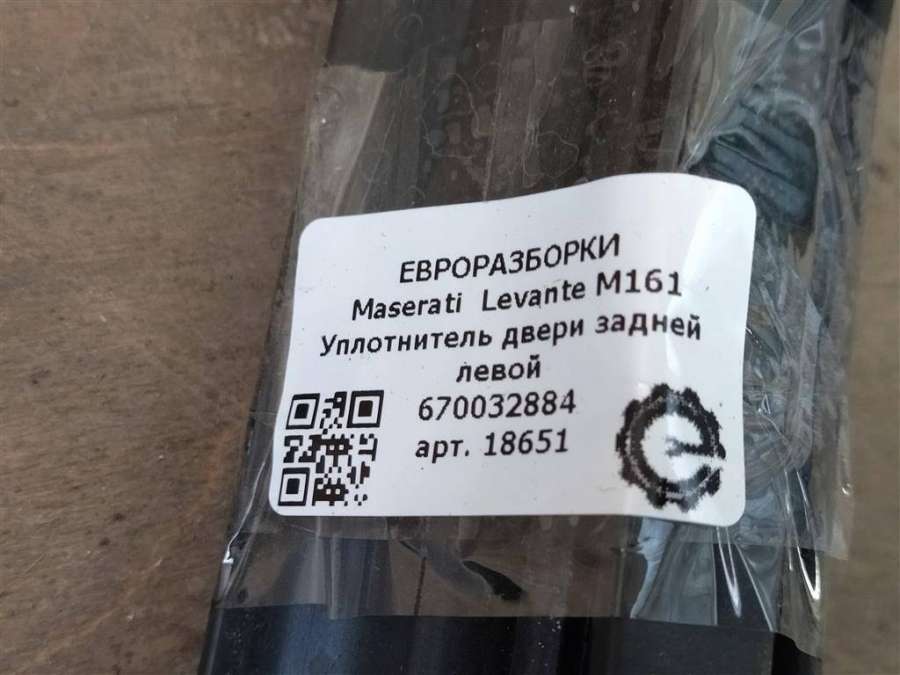 ЕВРОРАЗБОРКИ
Maserati Levante M161
Уплотнитель двери задней
левой
670032884
арт. 18651